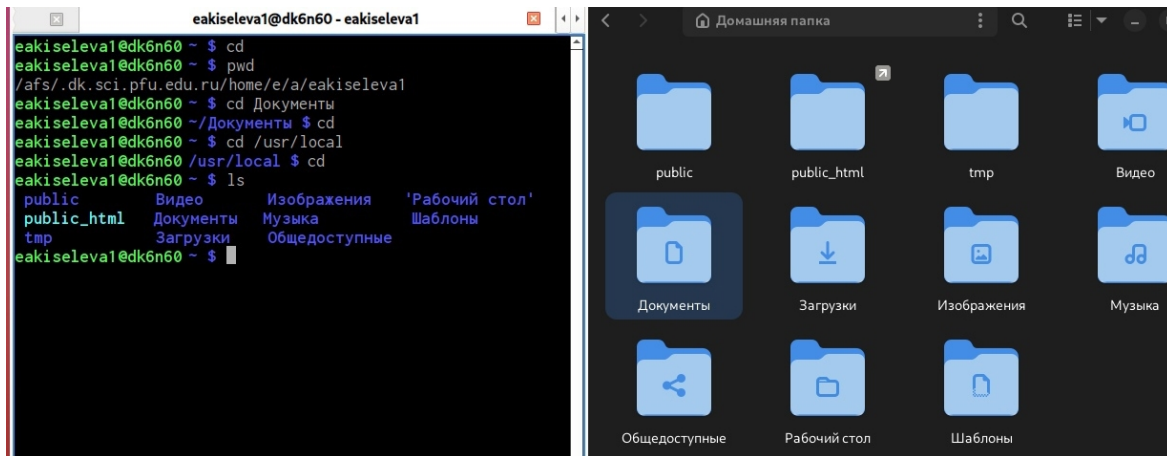 eakiseleva1@dk6n60 - eakiseleva1
eakiseleva1@dk6n60 ~ $ cd
eakiseleva1@dk6n60 ~ $ pwd
/afs/.dk.sci.pfu.edu.ru/home/e/a/eakiseleva1
eakiseleva1@dk6n60 ~ $ cd Документы
eakiseleva1@dk6n60 ~/Документы $ cd
eakiseleva1@dk6n60 ~ $ cd /usr/local
eakiseleva1@dk6n60 /usr/local $ cd
eakiseleva1@dk6n60 ~ $ ls
public Видео Изображения 'Рабочий стол'
public_html Документы Музыка Шаблоны
tmp Загрузки Общедоступные
eakiseleva1@dk6n60 ~ $
Домашняя папка
public public_html tmp Видео
Документы Загрузки Изображения Музыка
Общедоступные Рабочий стол Шаблоны